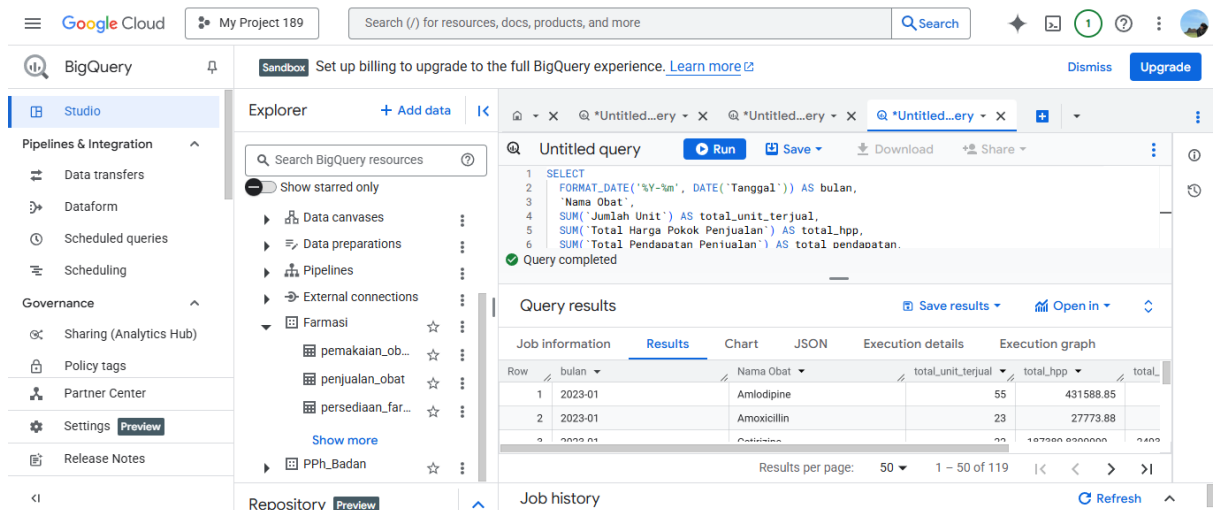 Google Cloud
My Project 189
Search (/) for resources, docs, products, and more
Search
1
BigQuery
Sandbox Set up billing to upgrade to the full BigQuery experience. Learn more
Dismiss
Upgrade
Studio
Pipelines & Integration
Data transfers
Dataform
Scheduled queries
Scheduling
Governance
Sharing (Analytics Hub)
Policy tags
Partner Center
Settings Preview
Release Notes
Explorer
+ Add data
Search BigQuery resources
Show starred only
Data canvases
Data preparations
Pipelines
External connections
Farmasi
pemakaian_ob...
penjualan_obat
persediaan_far...
Show more
PPh_Badan
Repository Preview
*Untitled...ery
*Untitled...ery
*Untitled...ery
Untitled query
Run
Save
Download
Share
1 SELECT
2 FORMAT_DATE('%Y-%m', DATE(`Tanggal`)) AS bulan,
3 `Nama Obat`,
4 SUM(`Jumlah Unit`) AS total_unit_terjual,
5 SUM(`Total Harga Pokok Penjualan`) AS total_hpp,
6 SUM(`Total Pendapatan Penjualan`) AS total_pendapatan,
Query completed
Query results
Save results
Open in
Job information Results Chart JSON Execution details Execution graph
Row bulan Nama Obat total_unit_terjual total_hpp total_
1 2023-01 Amlodipine 55 431588.85
2 2023-01 Amoxicillin 23 27773.88
3 2023-01 Cetirizine 22
Results per page: 50 1 – 50 of 119
Job history
Refresh